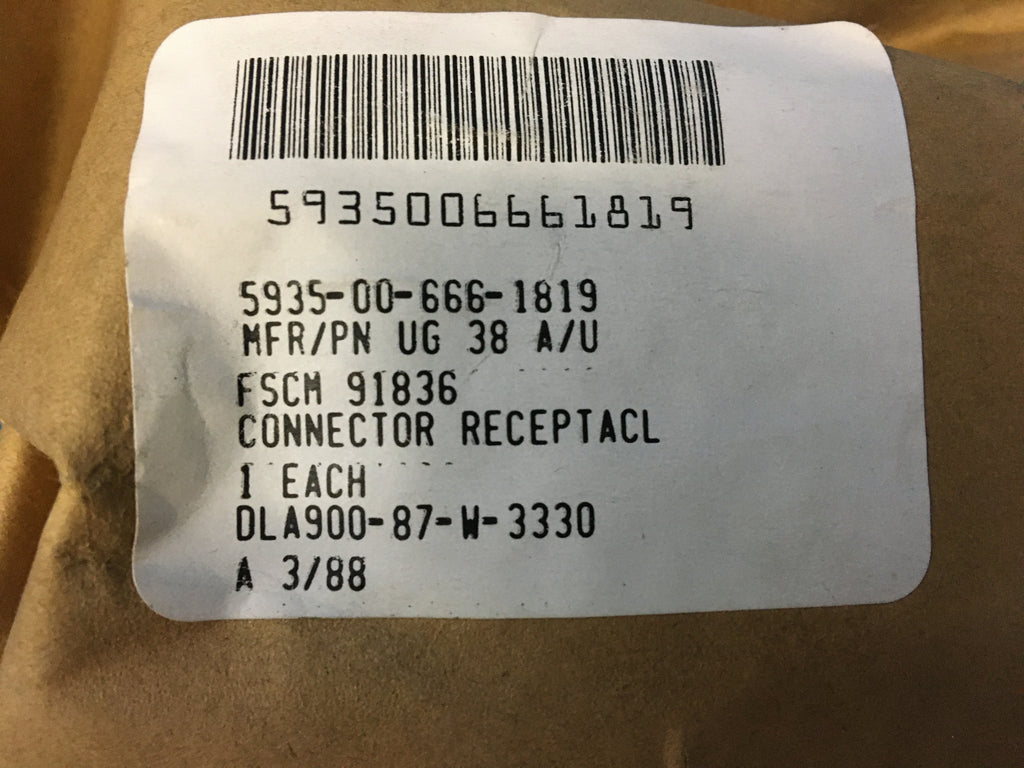 5935006661819
5935-00-666-1819
MFR/PN UG 38 A/U
FSCM 91836
CONNECTOR RECEPTACL
1 EACH
DLA900-87-W-3330
A 3/88